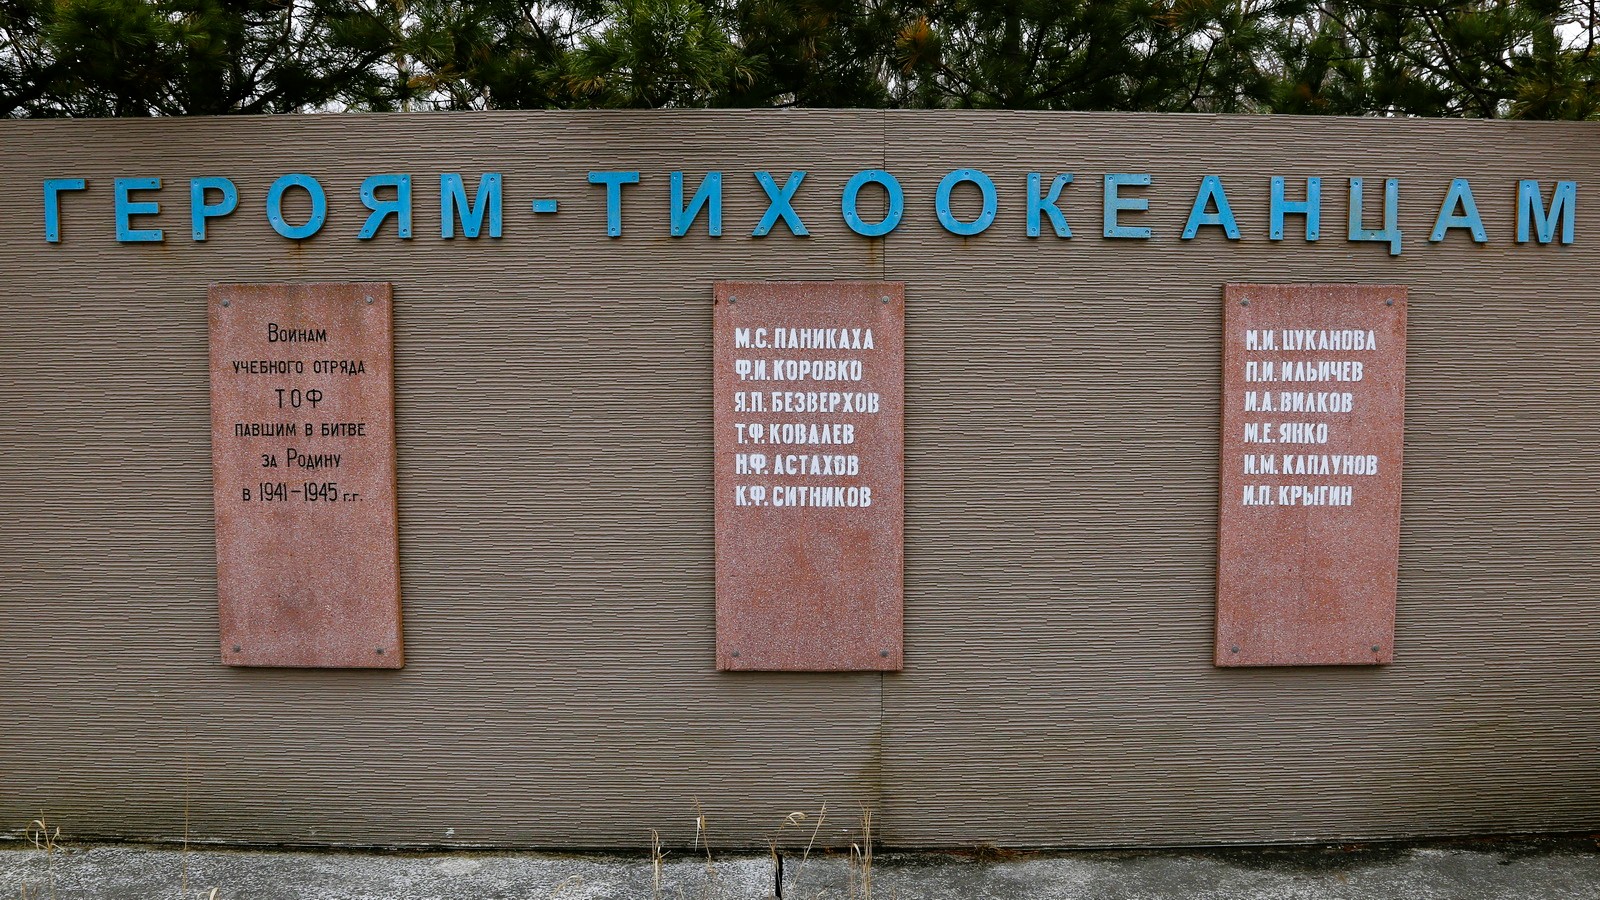 ГЕРОЯМ-ТИХООКЕАНЦАМ
Воинам
учебного отряда
ТОФ
павшим в битве
за Родину
в 1941-1945 г.г.
М.С. ПАНИКАХА
Ф.И. КОРОВКО
Я.П. БЕЗВЕРХОВ
Т.Ф. КОВАЛЕВ
Н.Ф. АСТАХОВ
К.Ф. СИТНИКОВ
М.И. ЦУКАНОВА
П.И. ИЛЬИЧЕВ
И.А. ВИЛКОВ
М.Е. ЯНКО
И.М. КАПЛУНОВ
И.П. КРЫГИН